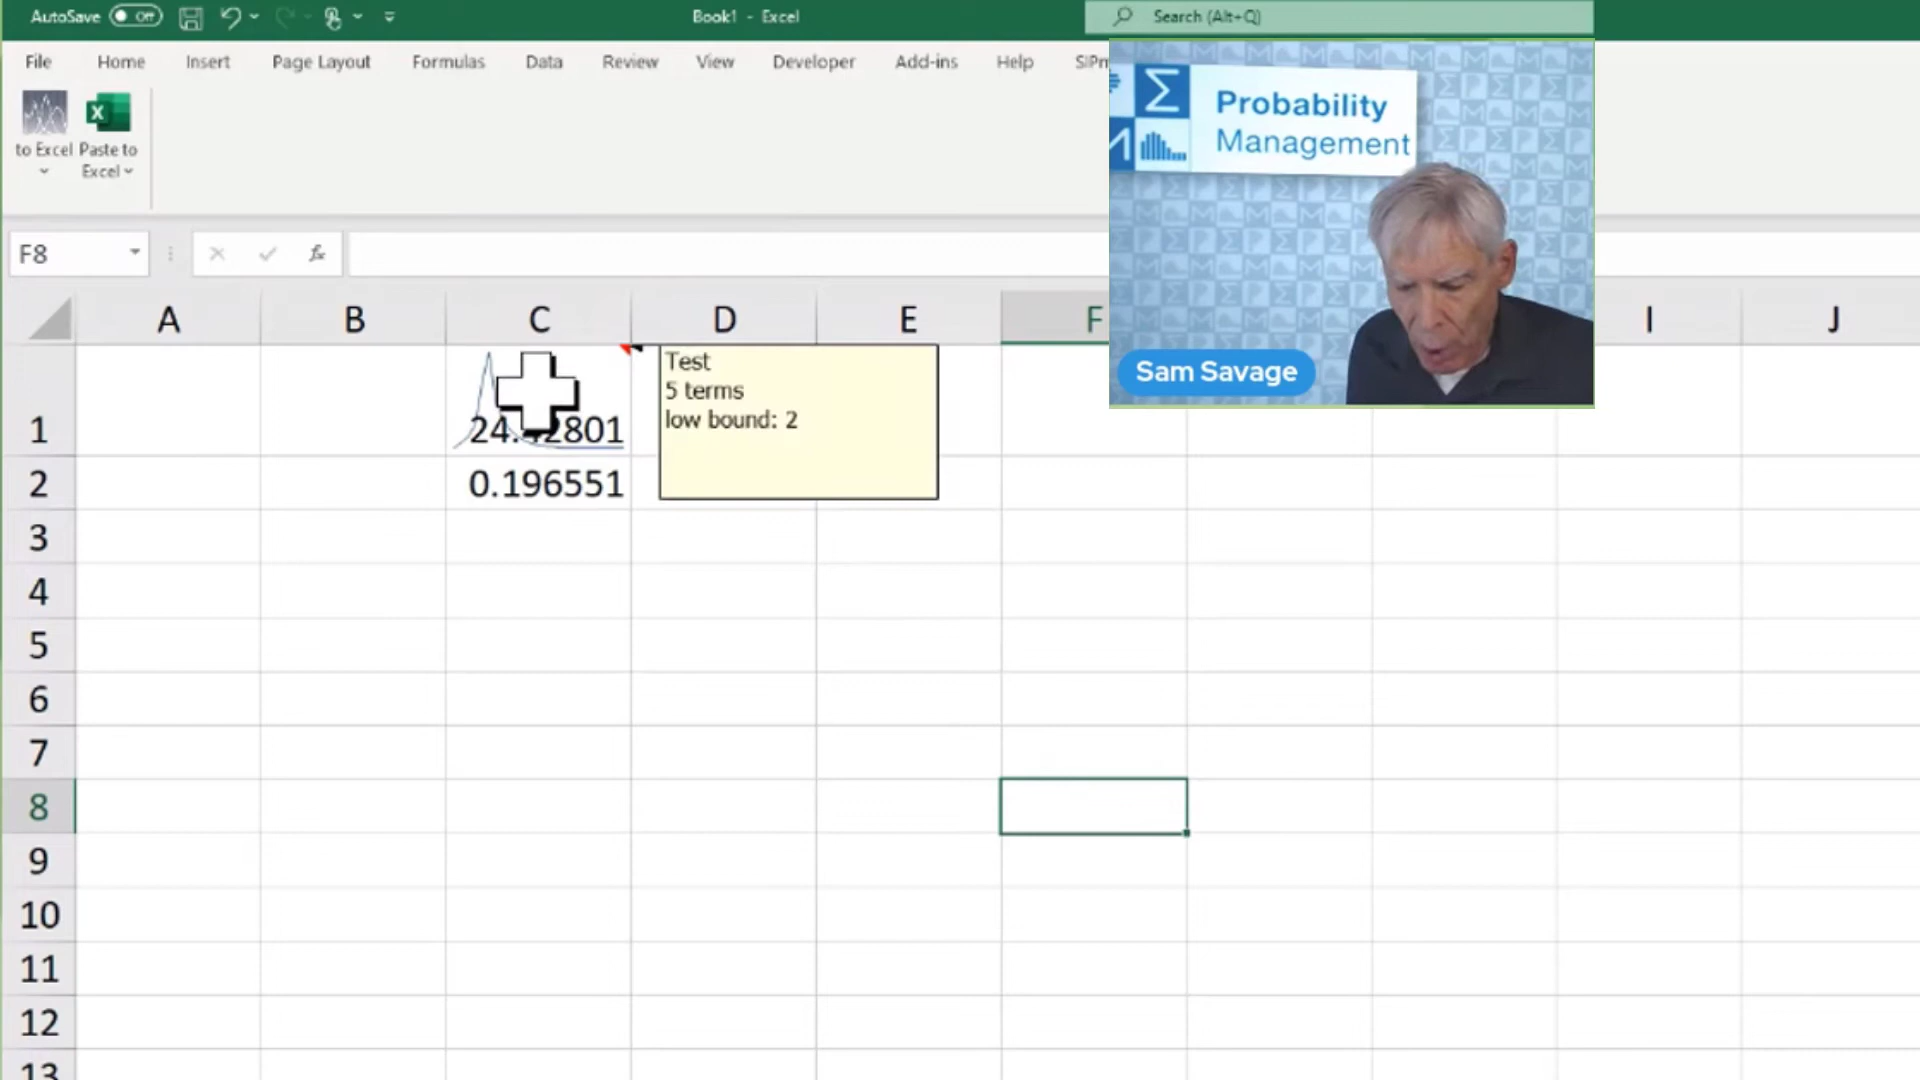 AutoSave Off
Book1 - Excel
Search (Alt+Q)
File Home Insert Page Layout Formulas Data Review View Developer Add-ins Help
to Excel
Paste to
Excel
Probability
Management
Sam Savage
F8
fx
A B C D E F I J
1
2
3
4
5
6
7
8
9
10
11
12
13
0.196551
Test
5 terms
low bound: 2